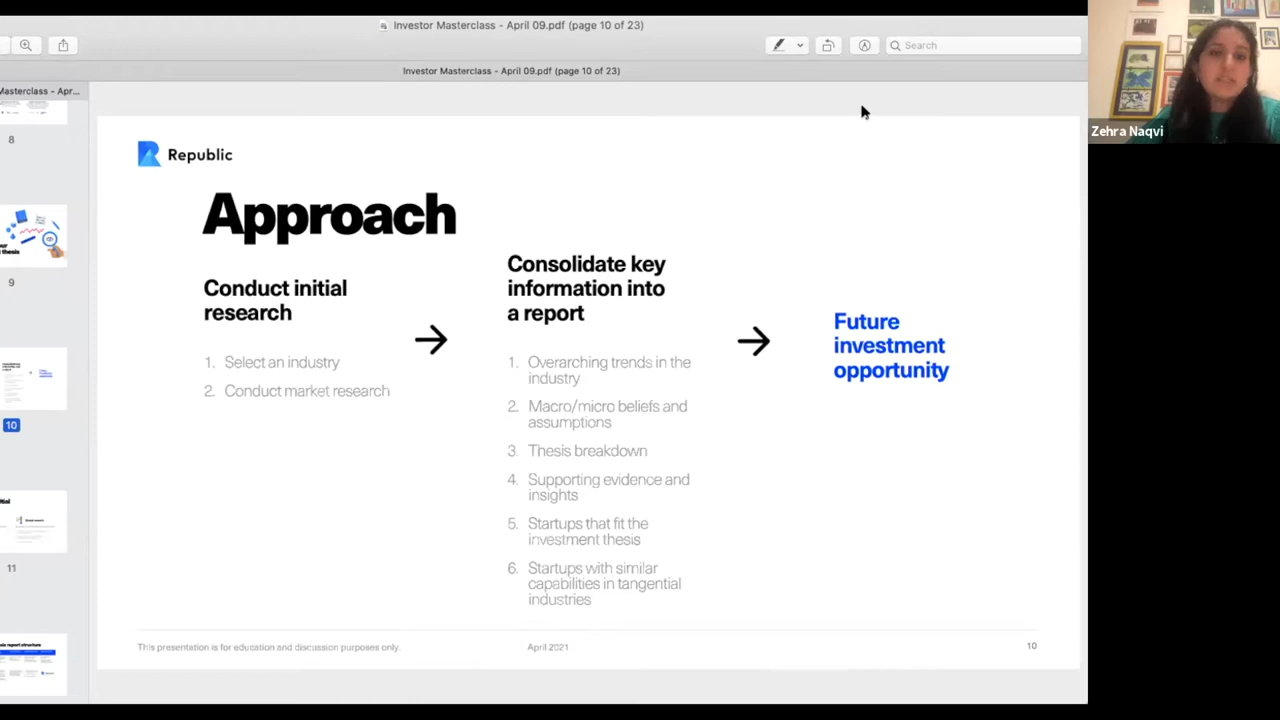 Investor Masterclass - April 09.pdf (page 10 of 23)
Search
Investor Masterclass - April 09.pdf (page 10 of 23)
Masterclass - Apr...
Zehra Naqvi
8
9
10
11
Republic
Approach
Conduct initial
research
1. Select an industry
2. Conduct market research
Consolidate key
information into
a report
1. Overarching trends in the
industry
2. Macro/micro beliefs and
assumptions
3. Thesis breakdown
4. Supporting evidence and
insights
5. Startups that fit the
investment thesis
6. Startups with similar
capabilities in tangential
industries
Future
investment
opportunity
This presentation is for education and discussion purposes only.
April 2021
10